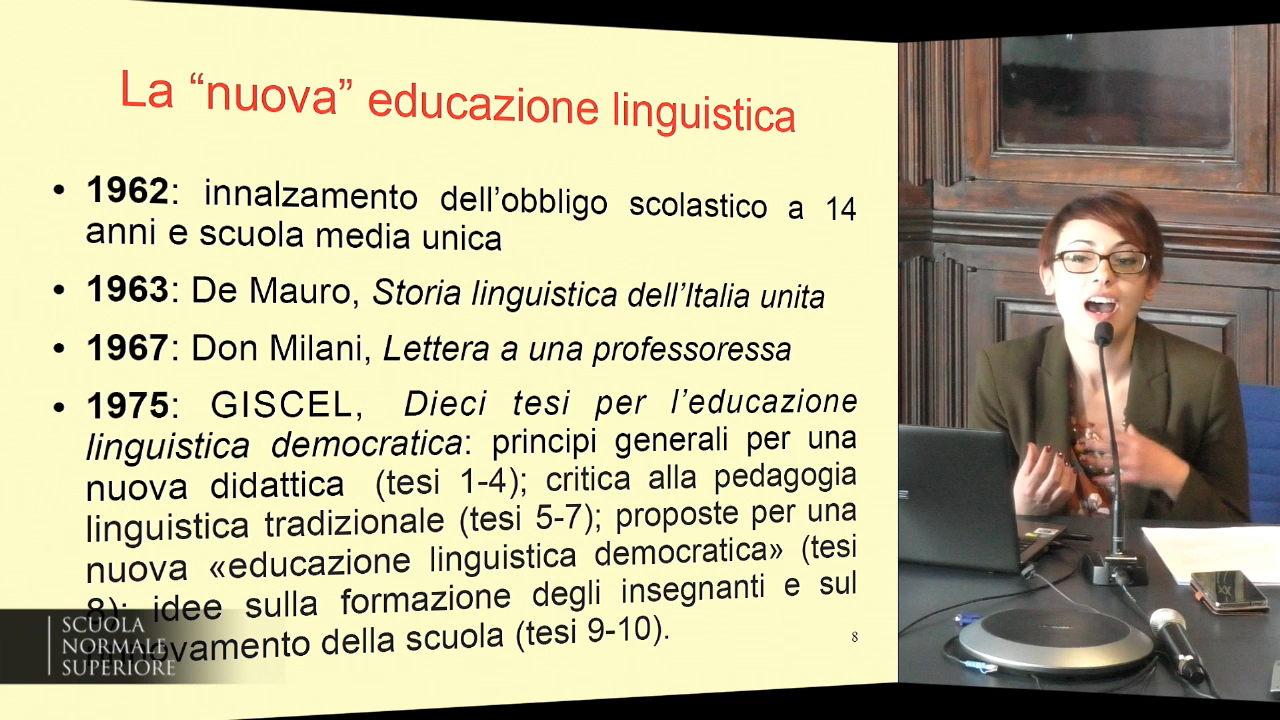 La “nuova” educazione linguistica
• 1962: innalzamento dell’obbligo scolastico a 14
anni e scuola media unica
• 1963: De Mauro, Storia linguistica dell’Italia unita
• 1967: Don Milani, Lettera a una professoressa
• 1975: GISCEL, Dieci tesi per l’educazione
linguistica democratica: principi generali per una
nuova didattica (tesi 1-4); critica alla pedagogia
linguistica tradizionale (tesi 5-7); proposte per una
nuova «educazione linguistica democratica» (tesi
8); idee sulla formazione degli insegnanti e sul
della scuola (tesi 9-10).
8
SCUOLA
NORMALE
SUPERIORE